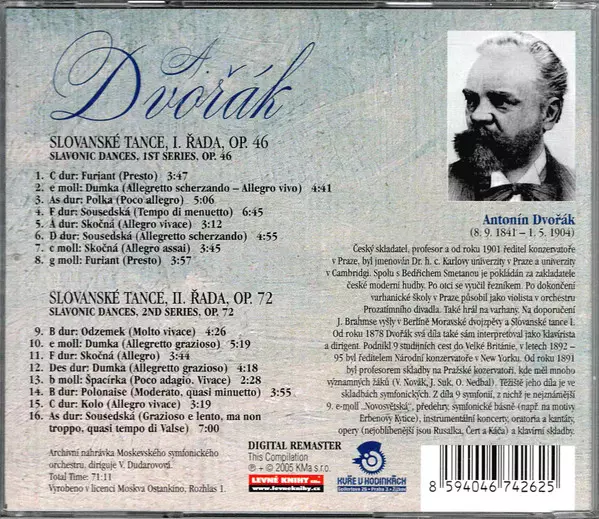 A. Dvořák
SLOVANSKÉ TANCE, I. ŘADA, OP. 46
SLAVONIC DANCES, 1ST SERIES, OP. 46
1. C dur: Furiant (Presto) 3:47
2. e moll: Dumka (Allegretto scherzando – Allegro vivo) 4:41
3. As dur: Polka (Poco allegro) 5:06
4. F dur: Sousedská (Tempo di menuetto) 6:45
5. A dur: Skočná (Allegro vivace) 3:12
6. D dur: Sousedská (Allegretto scherzando) 4:55
7. c moll: Skočná (Allegro assai) 3:45
8. g moll: Furiant (Presto) 3:57
SLOVANSKÉ TANCE, II. ŘADA, OP. 72
SLAVONIC DANCES, 2ND SERIES, OP. 72
9. B dur: Odzemek (Molto vivace) 4:26
10. e moll: Dumka (Allegretto grazioso) 5:19
11. F dur: Skočná (Allegro) 3:44
12. Des dur: Dumka (Allegretto grazioso) 4:18
13. b moll: Špacírka (Poco adagio. Vivace) 2:28
14. B dur: Polonaise (Moderato, quasi minuetto) 3:55
15. C dur: Kolo (Allegro vivace) 3:19
16. As dur: Sousedská (Grazioso e lento, ma non
troppo, quasi tempo di Valse) 7:00
Archivní nahrávka Moskevského symfonického
orchestru, diriguje V. Dudarovová.
Total Time: 71:11
Vyrobeno v licenci Moskva Ostankino, Rozhlas 1.
Antonín Dvořák
(8. 9. 1841 – 1. 5. 1904)
Český skladatel, profesor a od roku 1901 ředitel konzervatoře
v Praze, byl jmenován Dr. h. c. Karlovy univerzity v Praze a univerzity
v Cambridgi. Spolu s Bedřichem Smetanou je pokládán za zakladatele
české moderní hudby. Po otci se vyučil řezníkem. Po dokončení
varhanické školy v Praze působil jako violista v orchestru
Prozatímního divadla. Také hrál na varhany. Na doporučení
J. Brahmse vyšly v Berlíně Moravské dvojzpěvy a Slovanské tance I.
Od roku 1878 Dvořák svá díla také sám interpretoval jako klavírista
a dirigent. Podnikl 9 studijních cest do Velké Británie, v letech 1892 –
95 byl ředitelem Národní konzervatoře v New Yorku. Od roku 1891
byl profesorem skladby na Pražské konzervatoři, kde měl mnoho
významných žáků (V. Novák, J. Suk, O. Nedbal). Těžiště jeho díla je ve
skladbách symfonických. Z díla 9 symfonií, z nichž je nejznámější
9. e-moll „Novosvětská", předehry, symfonické básně (např. na motivy
Erbenovy Kytice), instrumentální koncerty, oratoria a kantáty,
opery (nejoblíbenější jsou Rusalka, Čert a Káča) a klavírní skladby.
DIGITAL REMASTER
This Compilation
℗ + © 2005 KMa s.r.o.
LEVNÉ KNIHY KMa
www.levneknihy.cz
KUŘE V HODINKÁCH
8 594046 742625